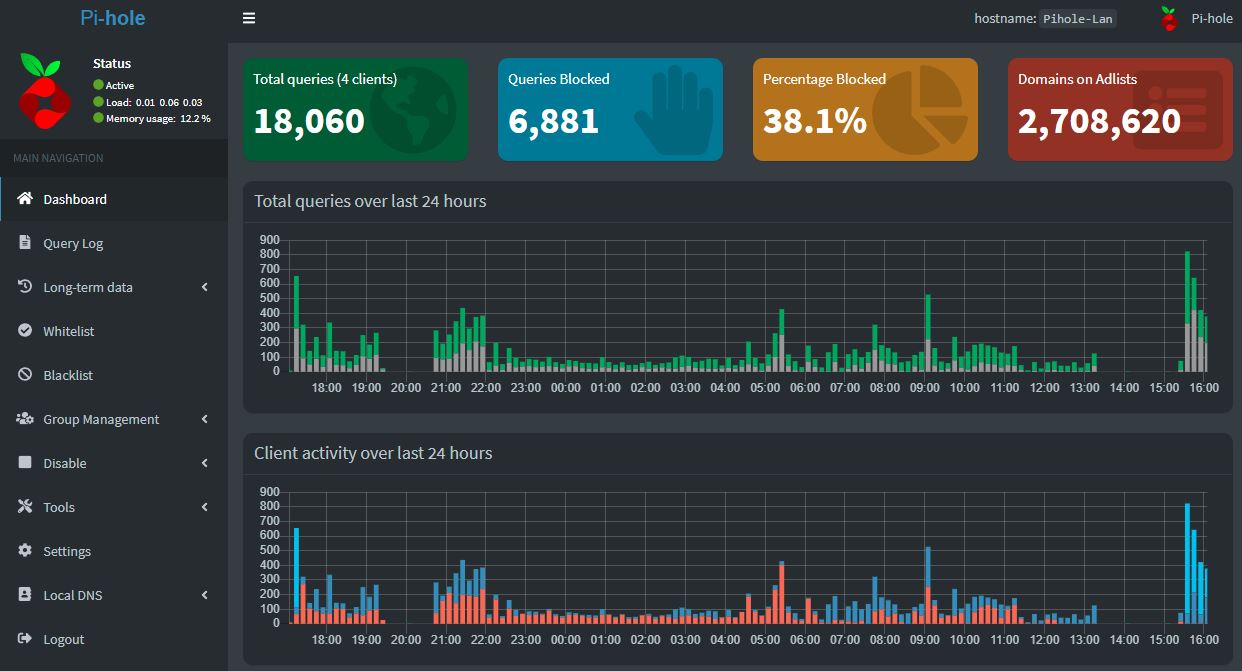 Pi-hole
hostname: Pihole-Lan
Pi-hole
Status
Active
Load: 0.01 0.06 0.03
Memory usage: 12.2 %
MAIN NAVIGATION
Dashboard
Query Log
Long-term data
Whitelist
Blacklist
Group Management
Disable
Tools
Settings
Local DNS
Logout
Total queries (4 clients)
18,060
Queries Blocked
6,881
Percentage Blocked
38.1%
Domains on Adlists
2,708,620
Total queries over last 24 hours
900
800
700
600
500
400
300
200
100
0
18:00 19:00 20:00 21:00 22:00 23:00 00:00 01:00 02:00 03:00 04:00 05:00 06:00 07:00 08:00 09:00 10:00 11:00 12:00 13:00 14:00 15:00 16:00
Client activity over last 24 hours
900
800
700
600
500
400
300
200
100
0
18:00 19:00 20:00 21:00 22:00 23:00 00:00 01:00 02:00 03:00 04:00 05:00 06:00 07:00 08:00 09:00 10:00 11:00 12:00 13:00 14:00 15:00 16:00